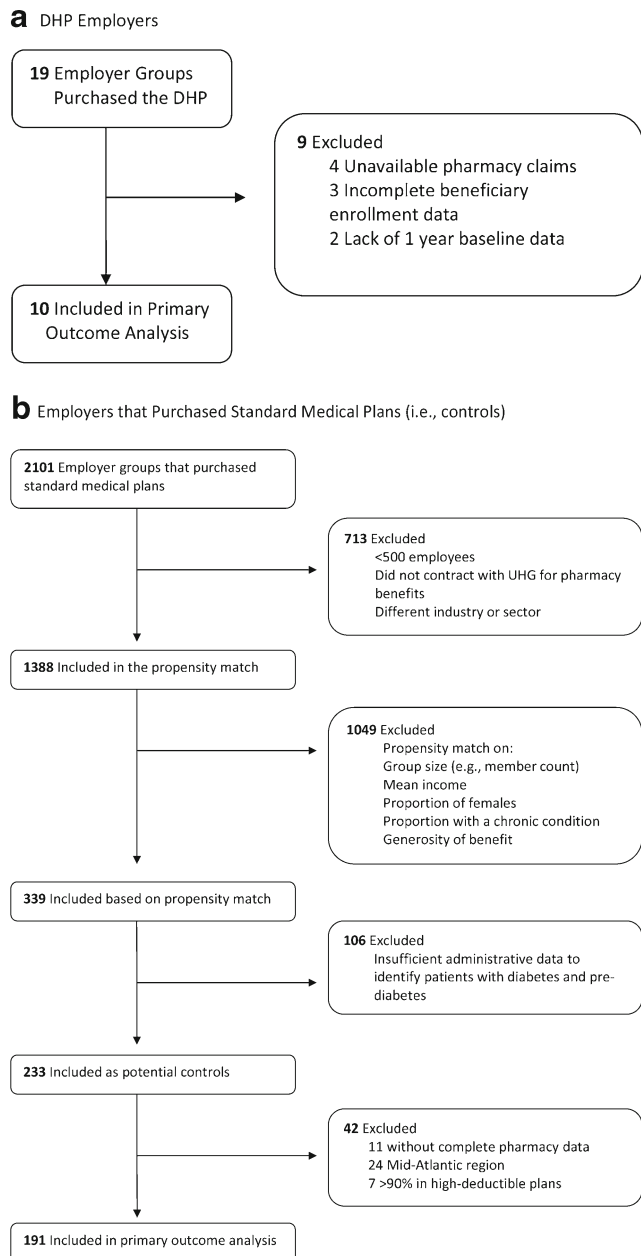 a DHP Employers
19 Employer Groups
Purchased the DHP
9 Excluded
4 Unavailable pharmacy claims
3 Incomplete beneficiary
enrollment data
2 Lack of 1 year baseline data
10 Included in Primary
Outcome Analysis
b Employers that Purchased Standard Medical Plans (i.e., controls)
2101 Employer groups that purchased
standard medical plans
713 Excluded
<500 employees
Did not contract with UHG for pharmacy
benefits
Different industry or sector
1388 Included in the propensity match
1049 Excluded
Propensity match on:
Group size (e.g., member count)
Mean income
Proportion of females
Proportion with a chronic condition
Generosity of benefit
339 Included based on propensity match
106 Excluded
Insufficient administrative data to
identify patients with diabetes and pre-
diabetes
233 Included as potential controls
42 Excluded
11 without complete pharmacy data
24 Mid-Atlantic region
7 >90% in high-deductible plans
191 Included in primary outcome analysis